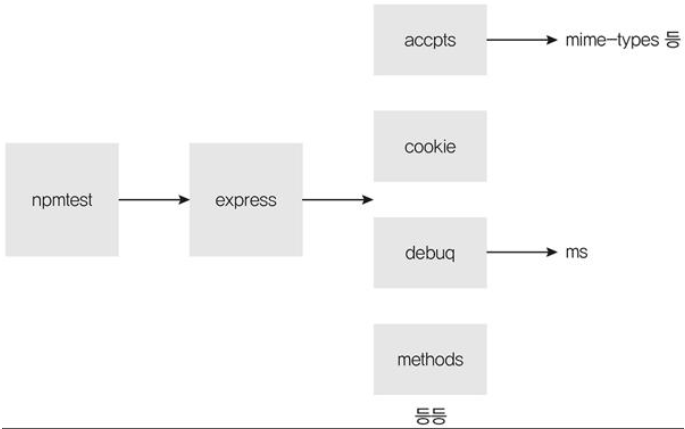 accpts
mime-types 등
cookie
npmtest
express
debuq
ms
methods
등등